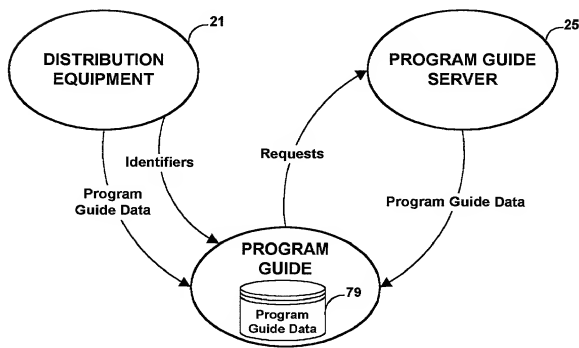 21
DISTRIBUTION
EQUIPMENT
25
PROGRAM GUIDE
SERVER
Identifiers
Requests
Program
Guide Data
Program Guide Data
PROGRAM
GUIDE
79
Program
Guide Data